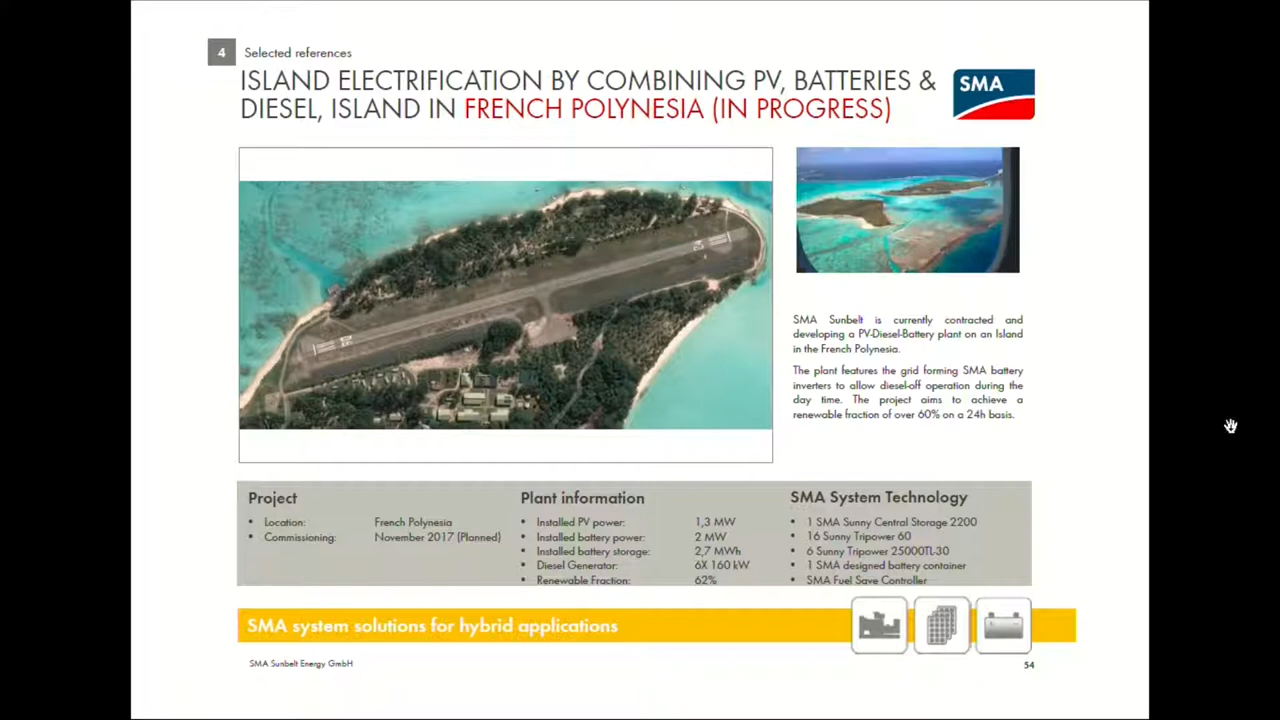 4 Selected references
ISLAND ELECTRIFICATION BY COMBINING PV, BATTERIES &
DIESEL, ISLAND IN FRENCH POLYNESIA (IN PROGRESS)
SMA
SMA Sunbelt is currently contracted and
developing a PV-Diesel-Battery plant on an Island
in the French Polynesia.
The plant features the grid forming SMA battery
inverters to allow diesel-off operation during the
day time. The project aims to achieve a
renewable fraction of over 60% on a 24h basis.
Project
• Location: French Polynesia
• Commissioning: November 2017 (Planned)
Plant information
• Installed PV power: 1,3 MW
• Installed battery power: 2 MW
• Installed battery storage: 2,7 MWh
• Diesel Generator: 6X 160 kW
• Renewable Fraction: 62%
SMA System Technology
• 1 SMA Sunny Central Storage 2200
• 16 Sunny Tripower 60
• 6 Sunny Tripower 25000TL-30
• 1 SMA designed battery container
• SMA Fuel Save Controller
SMA system solutions for hybrid applications
SMA Sunbelt Energy GmbH
54